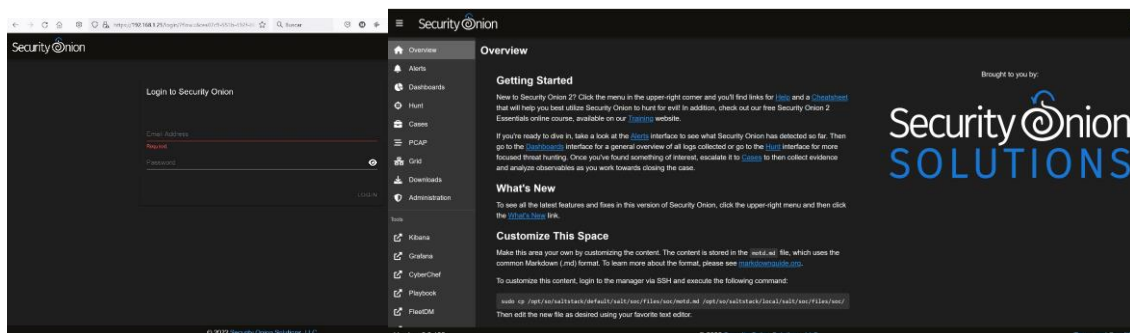 Buscar
Security Onion
Login to Security Onion
Email Address
Required
Password
LOGIN
© 2022 Security Onion Solutions, LLC
Security Onion
Overview
Alerts
Dashboards
Hunt
Cases
PCAP
Grid
Downloads
Administration
Tools
Kibana
Grafana
CyberChef
Playbook
FleetDM
Overview
Getting Started
New to Security Onion 2? Click the menu in the upper-right corner and you'll find links for Help and a Cheatsheet
that will help you best utilize Security Onion to hunt for evil! In addition, check out our free Security Onion 2
Essentials online course, available on our Training website.
If you're ready to dive in, take a look at the Alerts interface to see what Security Onion has detected so far. Then
go to the Dashboards interface for a general overview of all logs collected or go to the Hunt interface for more
focused threat hunting. Once you've found something of interest, escalate it to Cases to then collect evidence
and analyze observables as you work towards closing the case.
What's New
To see all the latest features and fixes in this version of Security Onion, click the upper-right menu and then click
the What's New link.
Customize This Space
Make this area your own by customizing the content. The content is stored in the motd.md file, which uses the
common Markdown (.md) format. To learn more about the format, please see markdownguide.org.
To customize this content, login to the manager via SSH and execute the following command:
sudo cp /opt/so/saltstack/default/salt/soc/files/soc/motd.md /opt/so/saltstack/local/salt/soc/files/soc/
Then edit the new file as desired using your favorite text editor.
Brought to you by:
Security Onion
SOLUTIONS